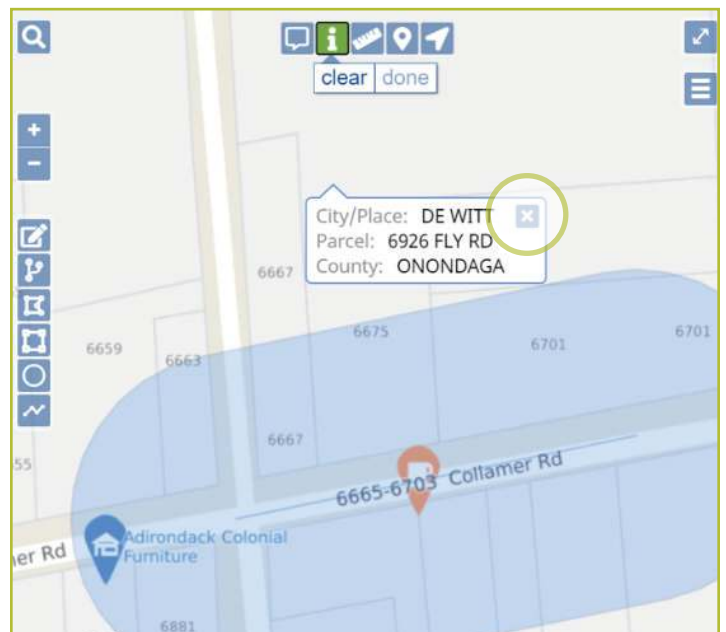 clear done
City/Place: DE WITT
Parcel: 6926 FLY RD
County: ONONDAGA
6667
6675
6701
6701
6659
6663
6667
55
6665-6703 Collamer Rd
Adirondack Colonial
Furniture
er Rd
6881